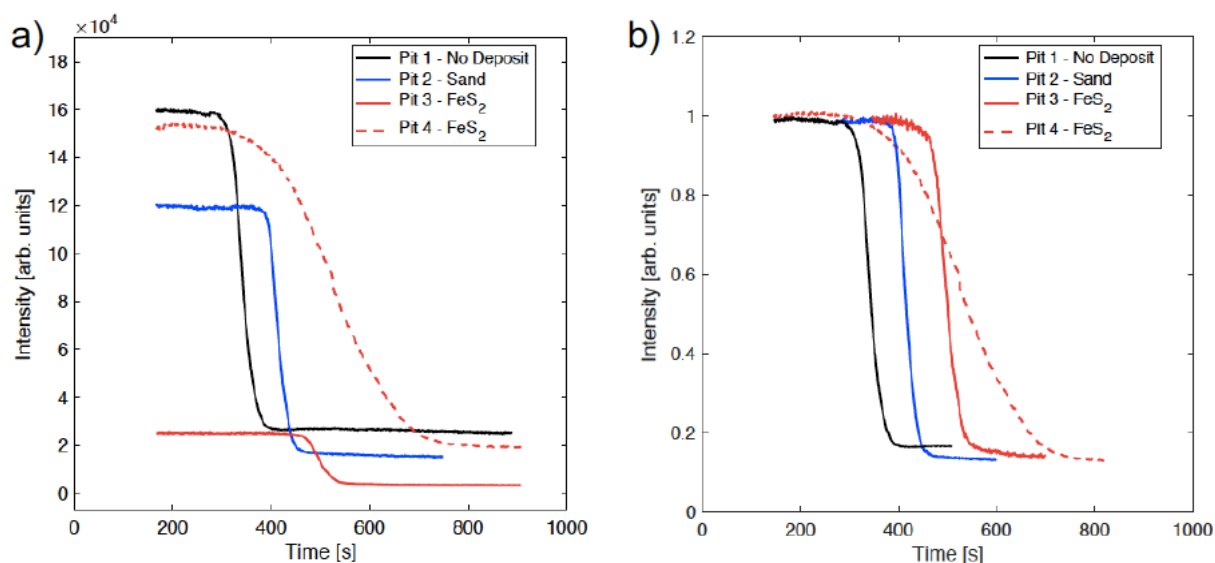 a)
×10⁴
18
16
14
12
10
8
6
4
2
0
0 200 400 600 800 1000
Time [s]
Intensity [arb. units]
Pit 1 - No Deposit
Pit 2 - Sand
Pit 3 - FeS₂
Pit 4 - FeS₂
b)
1.2
1
0.8
0.6
0.4
0.2
0
0 200 400 600 800 1000
Time [s]
Intensity [arb. units]
Pit 1 - No Deposit
Pit 2 - Sand
Pit 3 - FeS₂
Pit 4 - FeS₂